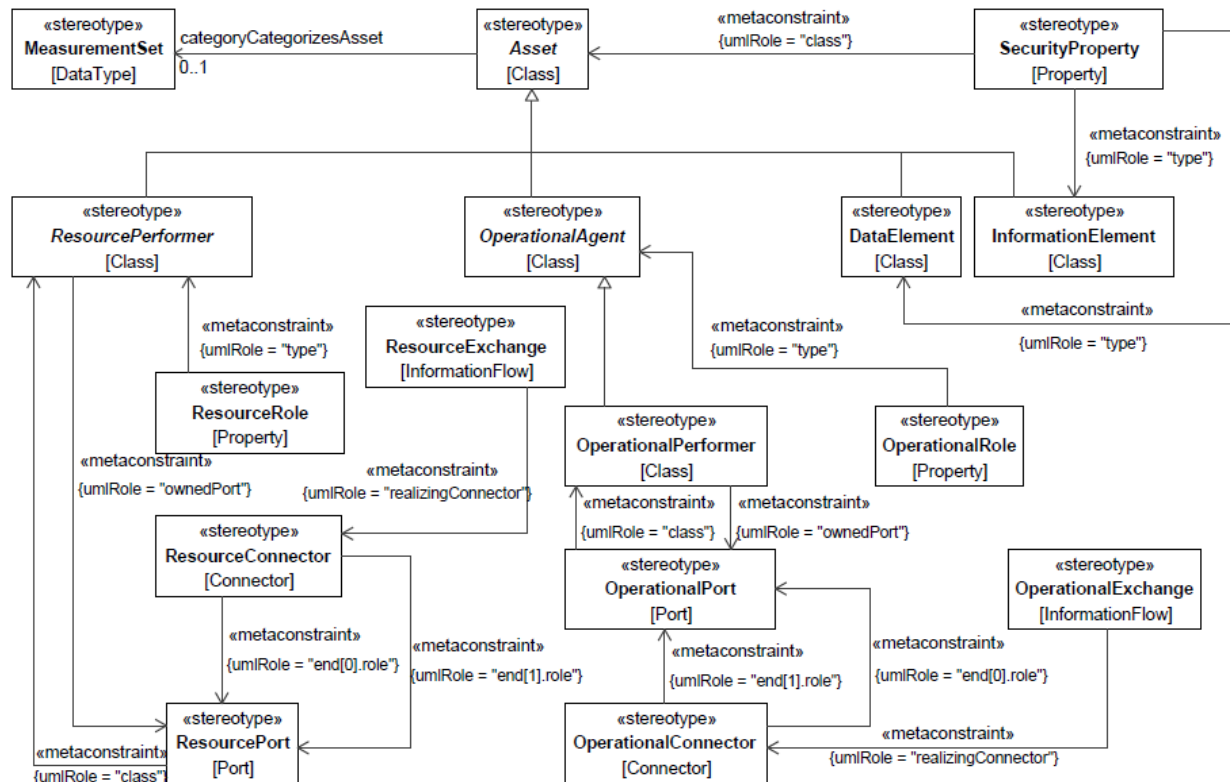 «stereotype»
MeasurementSet
[DataType]
categoryCategorizesAsset
0..1
«stereotype»
Asset
[Class]
«metaconstraint»
{umlRole = "class"}
«stereotype»
SecurityProperty
[Property]
«metaconstraint»
{umlRole = "type"}
«stereotype»
ResourcePerformer
[Class]
«stereotype»
OperationalAgent
[Class]
«stereotype»
DataElement
[Class]
«stereotype»
InformationElement
[Class]
«metaconstraint»
{umlRole = "type"}
«stereotype»
ResourceExchange
[InformationFlow]
«metaconstraint»
{umlRole = "type"}
«metaconstraint»
{umlRole = "type"}
«stereotype»
ResourceRole
[Property]
«stereotype»
OperationalPerformer
[Class]
«stereotype»
OperationalRole
[Property]
«metaconstraint»
{umlRole = "ownedPort"}
«metaconstraint»
{umlRole = "realizingConnector"}
«metaconstraint»
{umlRole = "class"}
«metaconstraint»
{umlRole = "ownedPort"}
«stereotype»
ResourceConnector
[Connector]
«stereotype»
OperationalPort
[Port]
«stereotype»
OperationalExchange
[InformationFlow]
«metaconstraint»
{umlRole = "end[0].role"}
«metaconstraint»
{umlRole = "end[1].role"}
«metaconstraint»
{umlRole = "end[1].role"}
«metaconstraint»
{umlRole = "end[0].role"}
«stereotype»
ResourcePort
[Port]
«metaconstraint»
{umlRole = "class"}
«stereotype»
OperationalConnector
[Connector]
«metaconstraint»
{umlRole = "realizingConnector"}